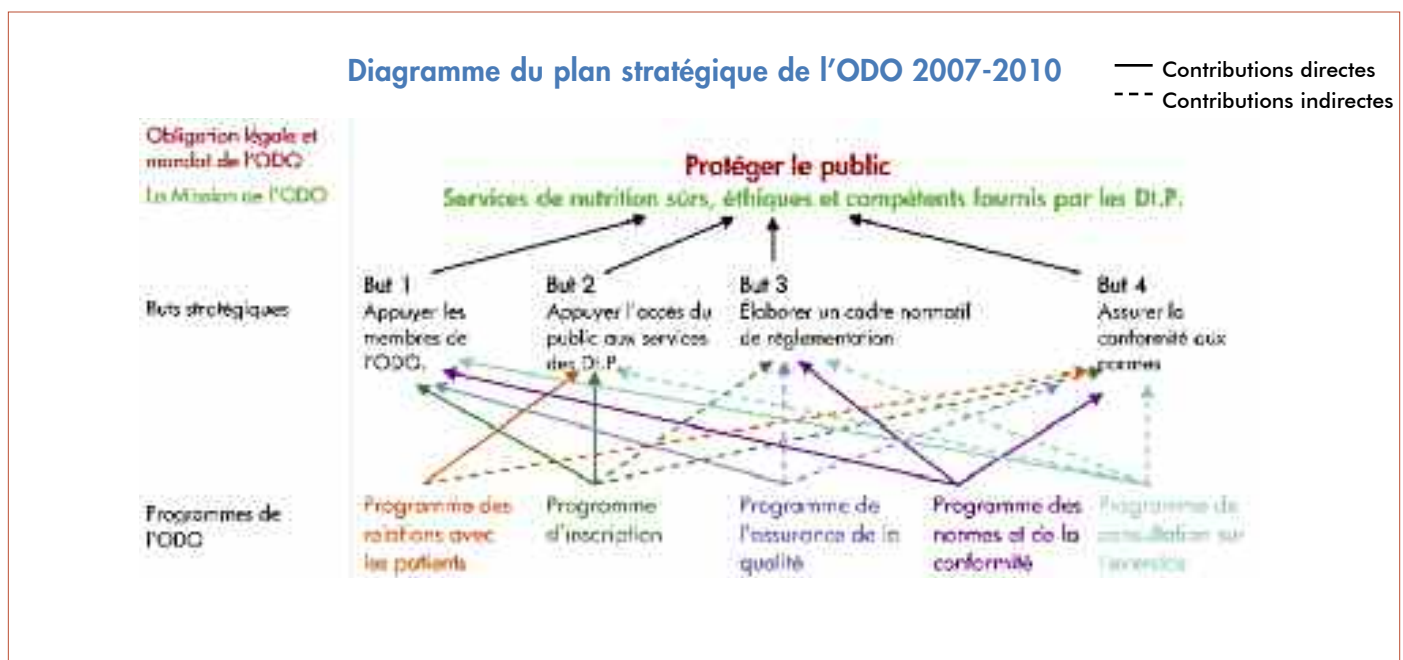 Diagramme du plan stratégique de l'ODO 2007-2010
Contributions directes
Contributions indirectes
Obligation légale et
mandat de l'ODO
La Mission de l'ODO
Protéger le public
Services de nutrition sûrs, éthiques et compétents fournis par les Dt.P.
Buts stratégiques
But 1
Appuyer les
membres de
l'ODO.
But 2
Appuyer l'accès du
public aux services
des Dt.P.
But 3
Élaborer un cadre normatif
de réglementation
But 4
Assurer la
conformité aux
normes
Programmes de
l'ODO
Programme des
relations avec
les patients
Programme
d'inscription
Programme de
l'assurance de la
qualité
Programme des
normes et de la
conformité
Programme de
consultation sur
l'exercice